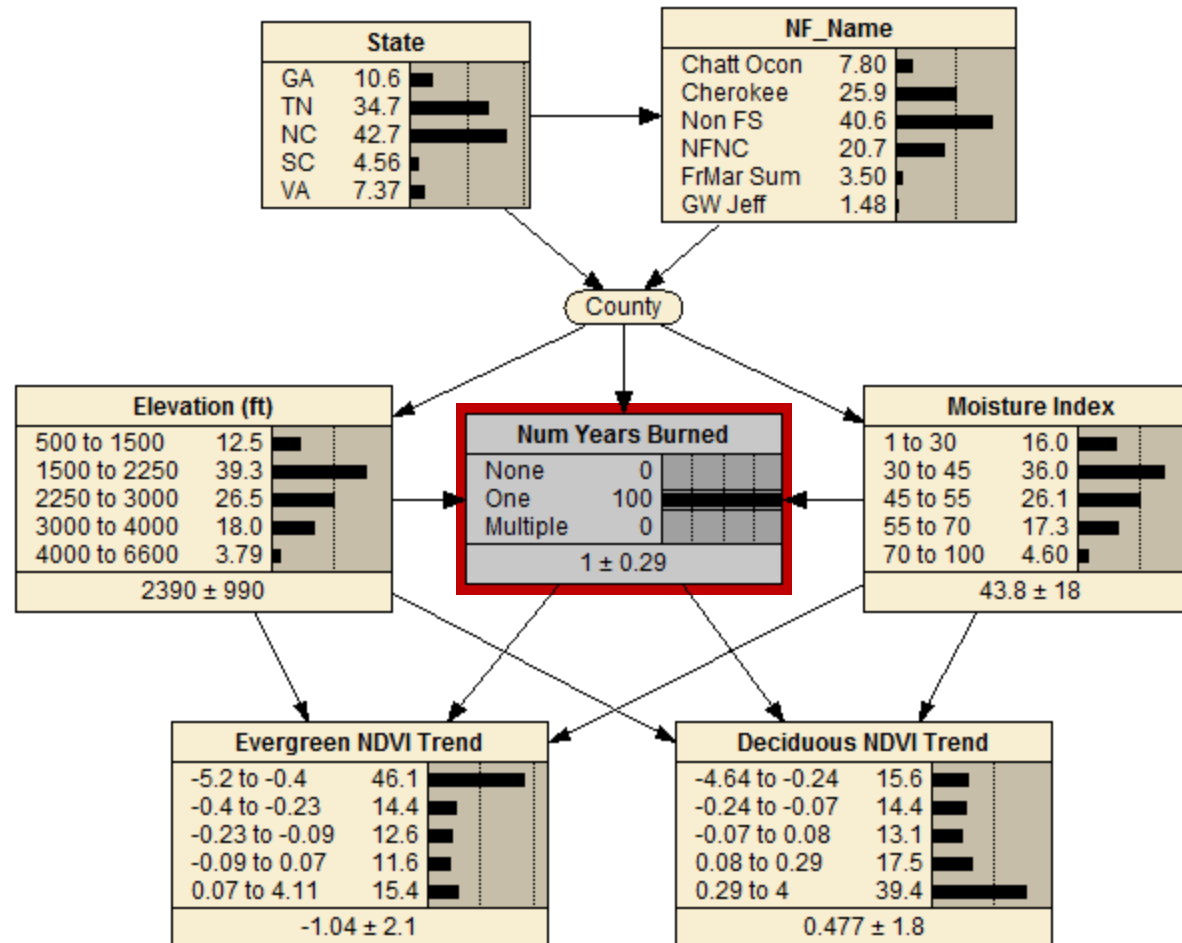 State
GA 10.6
TN 34.7
NC 42.7
SC 4.56
VA 7.37
NF_Name
Chatt Ocon 7.80
Cherokee 25.9
Non FS 40.6
NFNC 20.7
FrMar Sum 3.50
GW Jeff 1.48
County
Elevation (ft)
500 to 1500 12.5
1500 to 2250 39.3
2250 to 3000 26.5
3000 to 4000 18.0
4000 to 6600 3.79
2390 ± 990
Num Years Burned
None 0
One 100
Multiple 0
1 ± 0.29
Moisture Index
1 to 30 16.0
30 to 45 36.0
45 to 55 26.1
55 to 70 17.3
70 to 100 4.60
43.8 ± 18
Evergreen NDVI Trend
-5.2 to -0.4 46.1
-0.4 to -0.23 14.4
-0.23 to -0.09 12.6
-0.09 to 0.07 11.6
0.07 to 4.11 15.4
-1.04 ± 2.1
Deciduous NDVI Trend
-4.64 to -0.24 15.6
-0.24 to -0.07 14.4
-0.07 to 0.08 13.1
0.08 to 0.29 17.5
0.29 to 4 39.4
0.477 ± 1.8